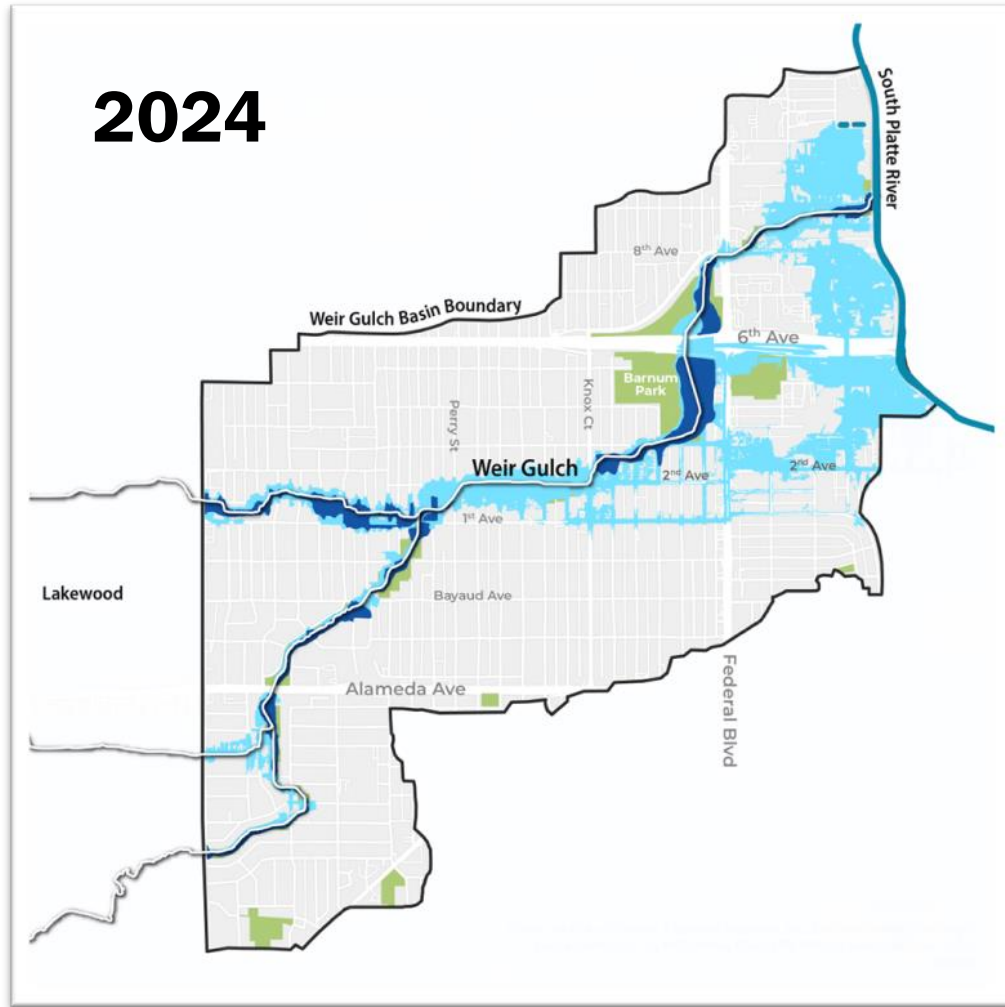 2024
South Platte River
8th Ave
Weir Gulch Basin Boundary
6th Ave
Barnum
Park
Knox Ct
Perry St
Weir Gulch
2nd Ave
2nd Ave
1st Ave
Lakewood
Bayaud Ave
Federal Blvd
Alameda Ave